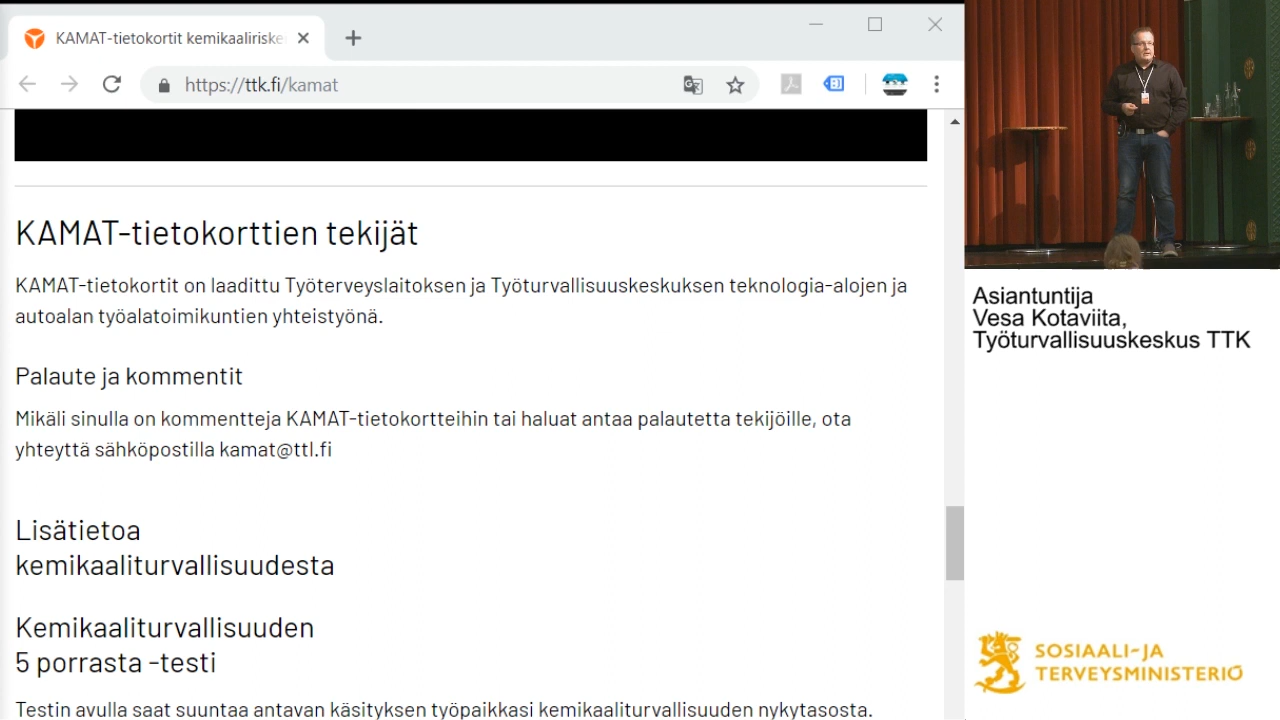 KAMAT-tietokortit kemikaaliriske
https://ttk.fi/kamat
KAMAT-tietokorttien tekijät
KAMAT-tietokortit on laadittu Työterveyslaitoksen ja Työturvallisuuskeskuksen teknologia-alojen ja
autoalan työalatoimikuntien yhteistyönä.
Palaute ja kommentit
Mikäli sinulla on kommentteja KAMAT-tietokortteihin tai haluat antaa palautetta tekijöille, ota
yhteyttä sähköpostilla kamat@ttl.fi
Lisätietoa
kemikaaliturvallisuudesta
Kemikaaliturvallisuuden
5 porrasta -testi
Testin avulla saat suuntaa antavan käsityksen työpaikkasi kemikaaliturvallisuuden nykytasosta.
Asiantuntija
Vesa Kotaviita,
Työturvallisuuskeskus TTK
SOSIAALI- JA
TERVEYSMINISTERIÖ